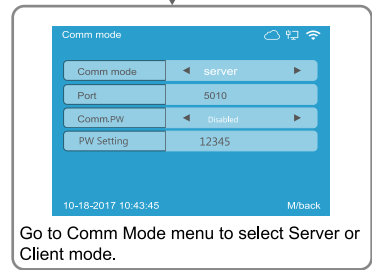 Comm mode
Comm mode server
Port 5010
Comm.PW Disabled
PW Setting 12345
10-18-2017 10:43:45 M/back
Go to Comm Mode menu to select Server or
Client mode.